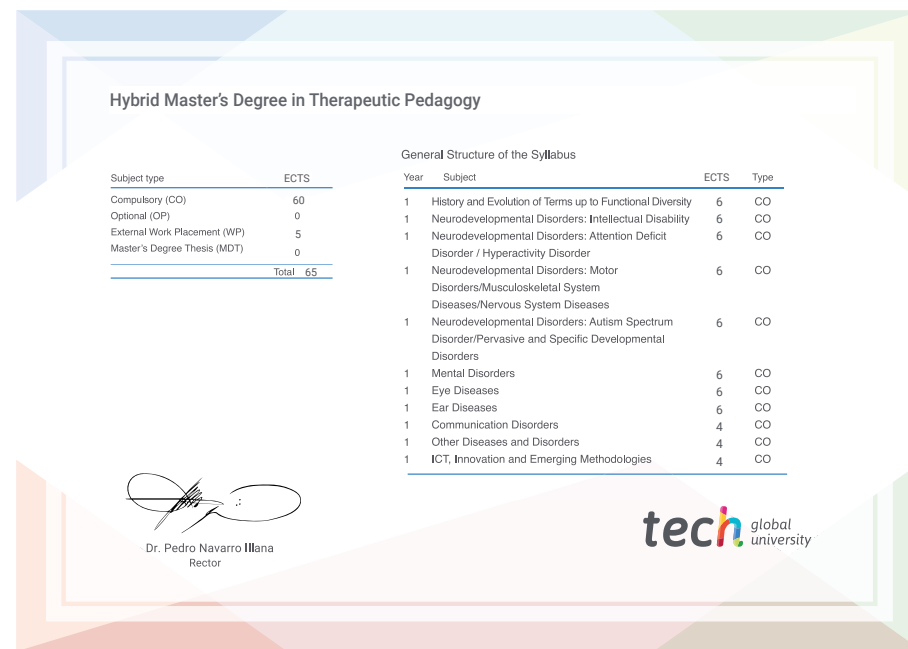 Hybrid Master's Degree in Therapeutic Pedagogy
Subject type ECTS
Compulsory (CO) 60
Optional (OP) 0
External Work Placement (WP) 5
Master's Degree Thesis (MDT) 0
Total 65
General Structure of the Syllabus
Year Subject ECTS Type
1 History and Evolution of Terms up to Functional Diversity 6 CO
1 Neurodevelopmental Disorders: Intellectual Disability 6 CO
1 Neurodevelopmental Disorders: Attention Deficit 6 CO
Disorder / Hyperactivity Disorder
1 Neurodevelopmental Disorders: Motor 6 CO
Disorders/Musculoskeletal System
Diseases/Nervous System Diseases
1 Neurodevelopmental Disorders: Autism Spectrum 6 CO
Disorder/Pervasive and Specific Developmental
Disorders
1 Mental Disorders 6 CO
1 Eye Diseases 6 CO
1 Ear Diseases 6 CO
1 Communication Disorders 4 CO
1 Other Diseases and Disorders 4 CO
1 ICT, Innovation and Emerging Methodologies 4 CO
Dr. Pedro Navarro Illana
Rector
tech global
university